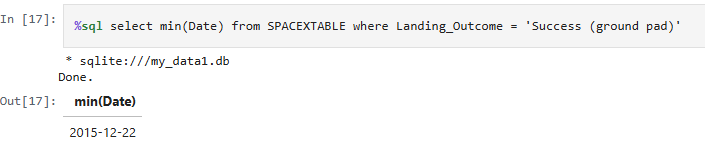 In [17]: %sql select min(Date) from SPACEXTABLE where Landing_Outcome = 'Success (ground pad)'
* sqlite:///my_data1.db
Done.
Out[17]: min(Date)
2015-12-22